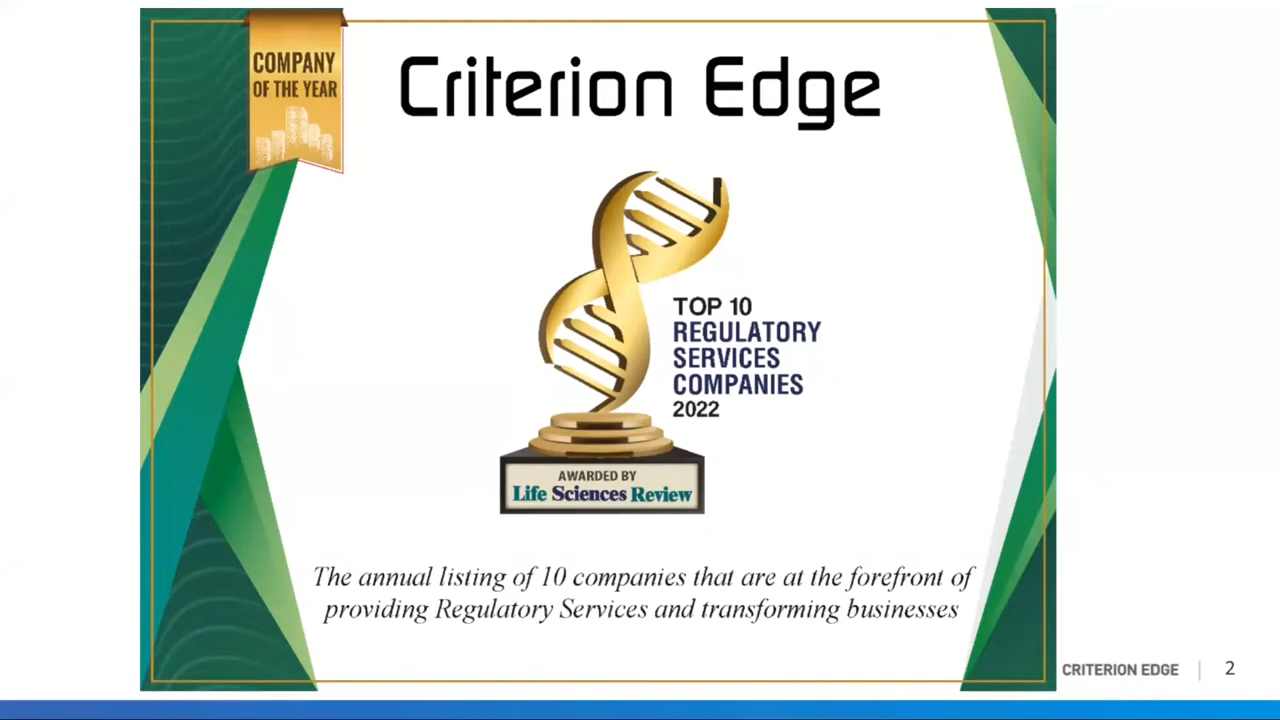 COMPANY
OF THE YEAR
Criterion Edge
TOP 10
REGULATORY
SERVICES
COMPANIES
2022
AWARDED BY
Life Sciences Review
The annual listing of 10 companies that are at the forefront of
providing Regulatory Services and transforming businesses
CRITERION EDGE | 2